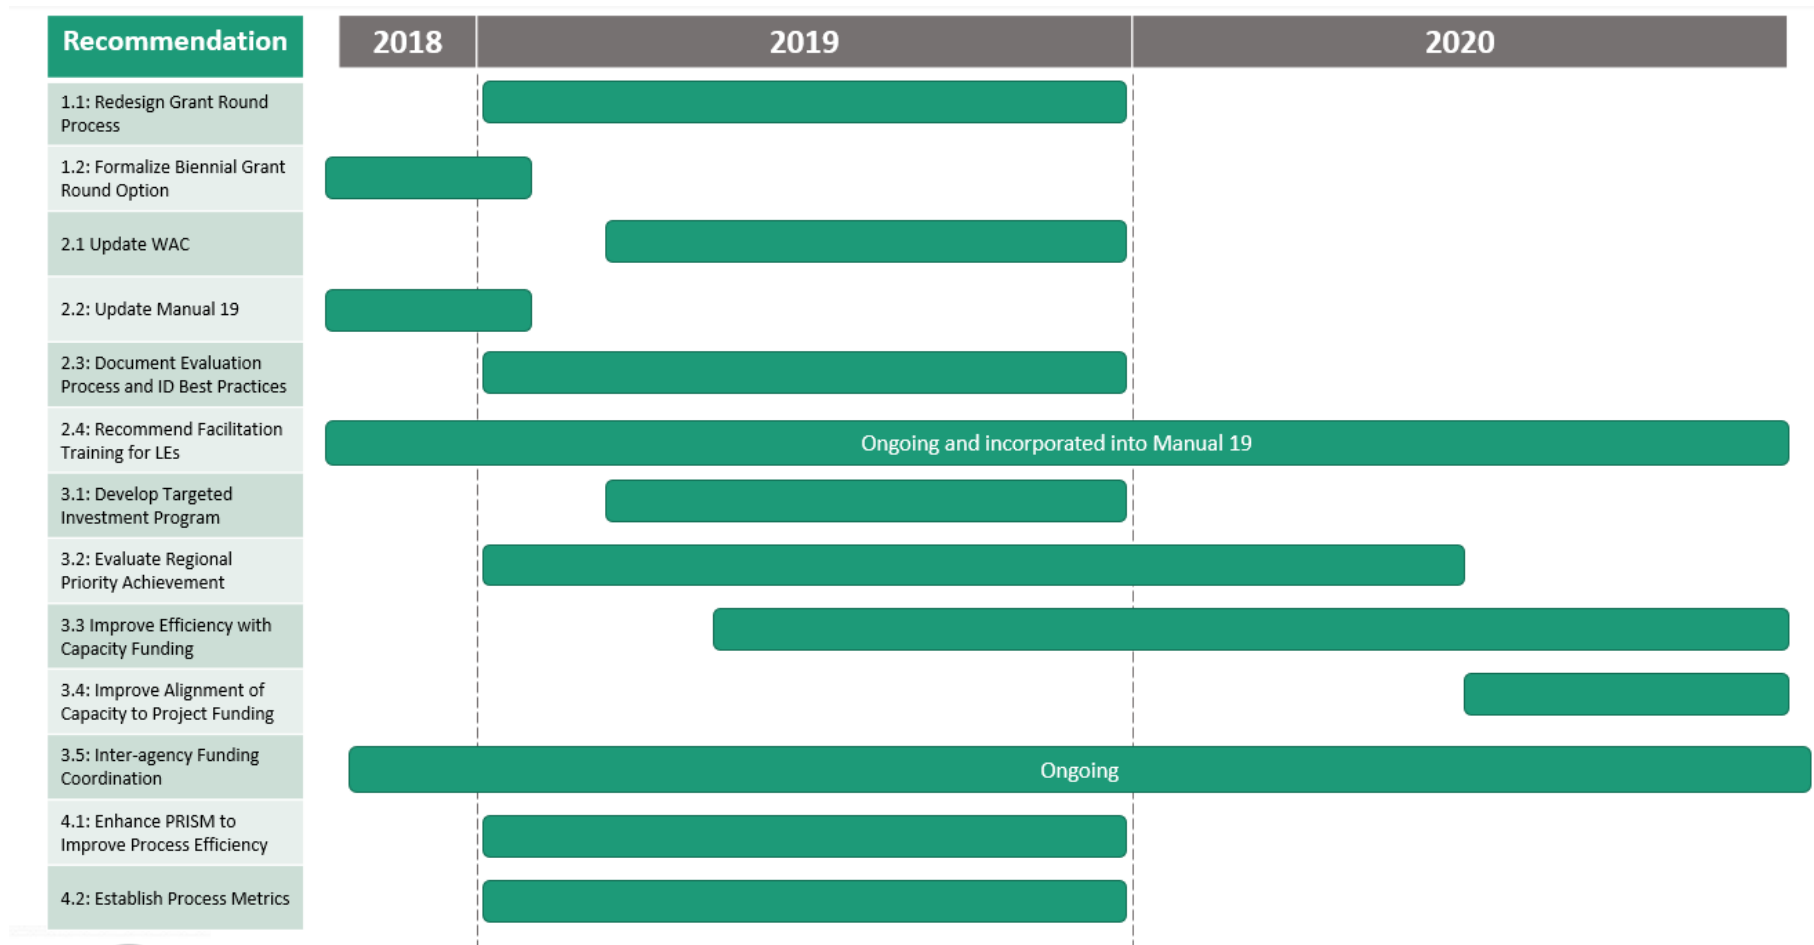 Recommendation
2018
2019
2020
1.1: Redesign Grant Round
Process
1.2: Formalize Biennial Grant
Round Option
2.1 Update WAC
2.2: Update Manual 19
2.3: Document Evaluation
Process and ID Best Practices
2.4: Recommend Facilitation
Training for LEs
Ongoing and incorporated into Manual 19
3.1: Develop Targeted
Investment Program
3.2: Evaluate Regional
Priority Achievement
3.3 Improve Efficiency with
Capacity Funding
3.4: Improve Alignment of
Capacity to Project Funding
3.5: Inter-agency Funding
Coordination
Ongoing
4.1: Enhance PRISM to
Improve Process Efficiency
4.2: Establish Process Metrics